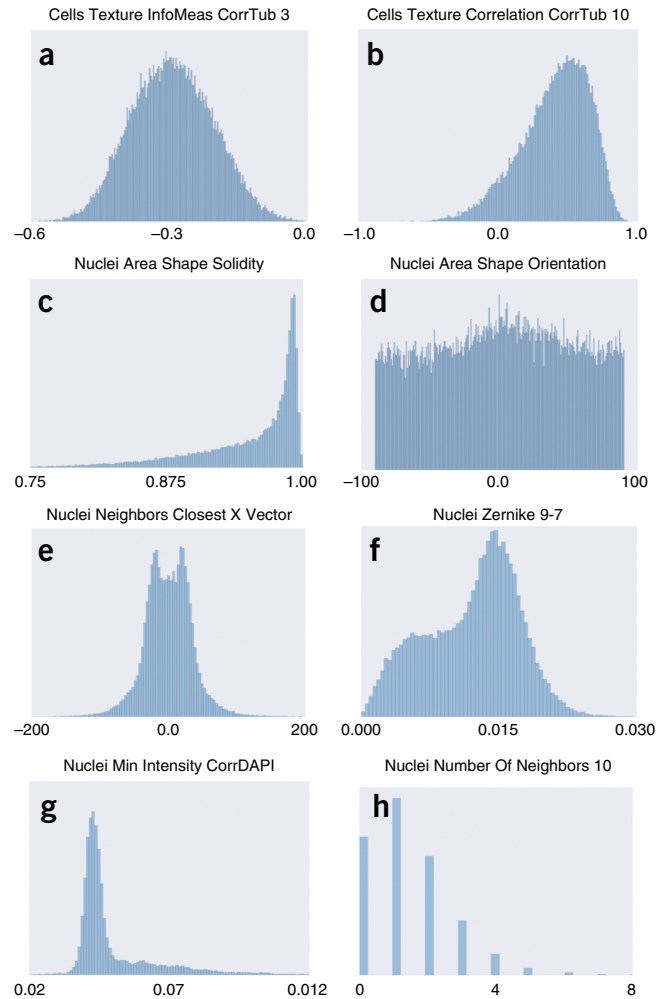 Cells Texture InfoMeas CorrTub 3
Cells Texture Correlation CorrTub 10
a
b
−0.6 −0.3 0.0
−1.0 0.0 1.0
Nuclei Area Shape Solidity
Nuclei Area Shape Orientation
c
d
0.75 0.875 1.00
−100 0.0 100
Nuclei Neighbors Closest X Vector
Nuclei Zernike 9-7
e
f
−200 0.0 200
0.000 0.015 0.030
Nuclei Min Intensity CorrDAPI
Nuclei Number Of Neighbors 10
g
h
0.02 0.07 0.012
0 4 8